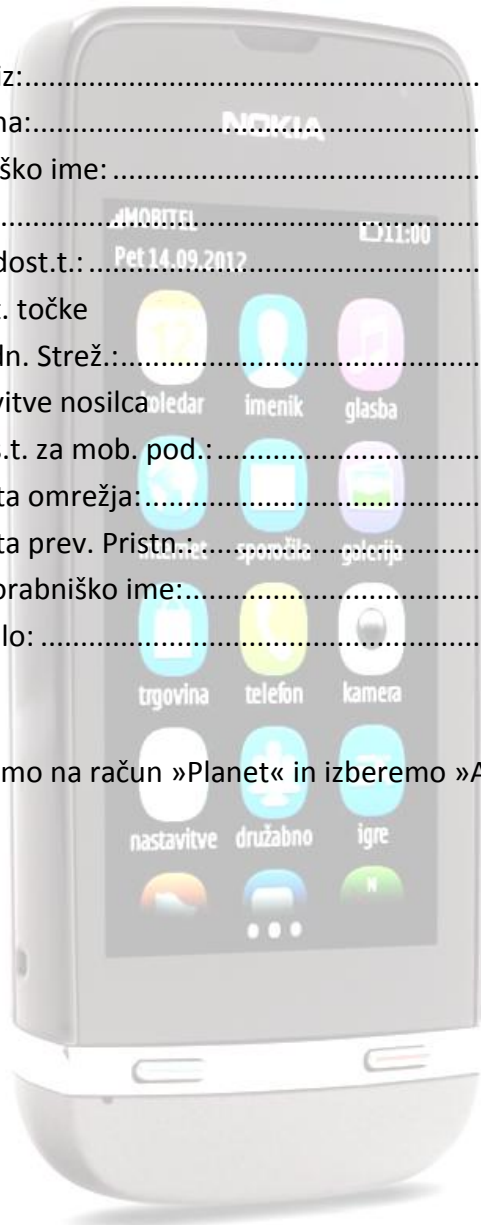 iz:................................................
na:................................................
ško ime:................................................
NOKIA
................................................
MOBITEL 11:00
Pet 14.09.2012
dost.t.:................................................
. točke
dn. Strež.:................................................
vitve nosilca
koledar imenik glasba
s.t. za mob. pod.:................................................
ta omrežja:................................................
ta prev. Pristn.:................................................
internet sporočila galerija
orabniško ime:................................................
lo:................................................
trgovina telefon kamera
mo na račun »Planet« in izberemo »A
nastavitve družabno igre